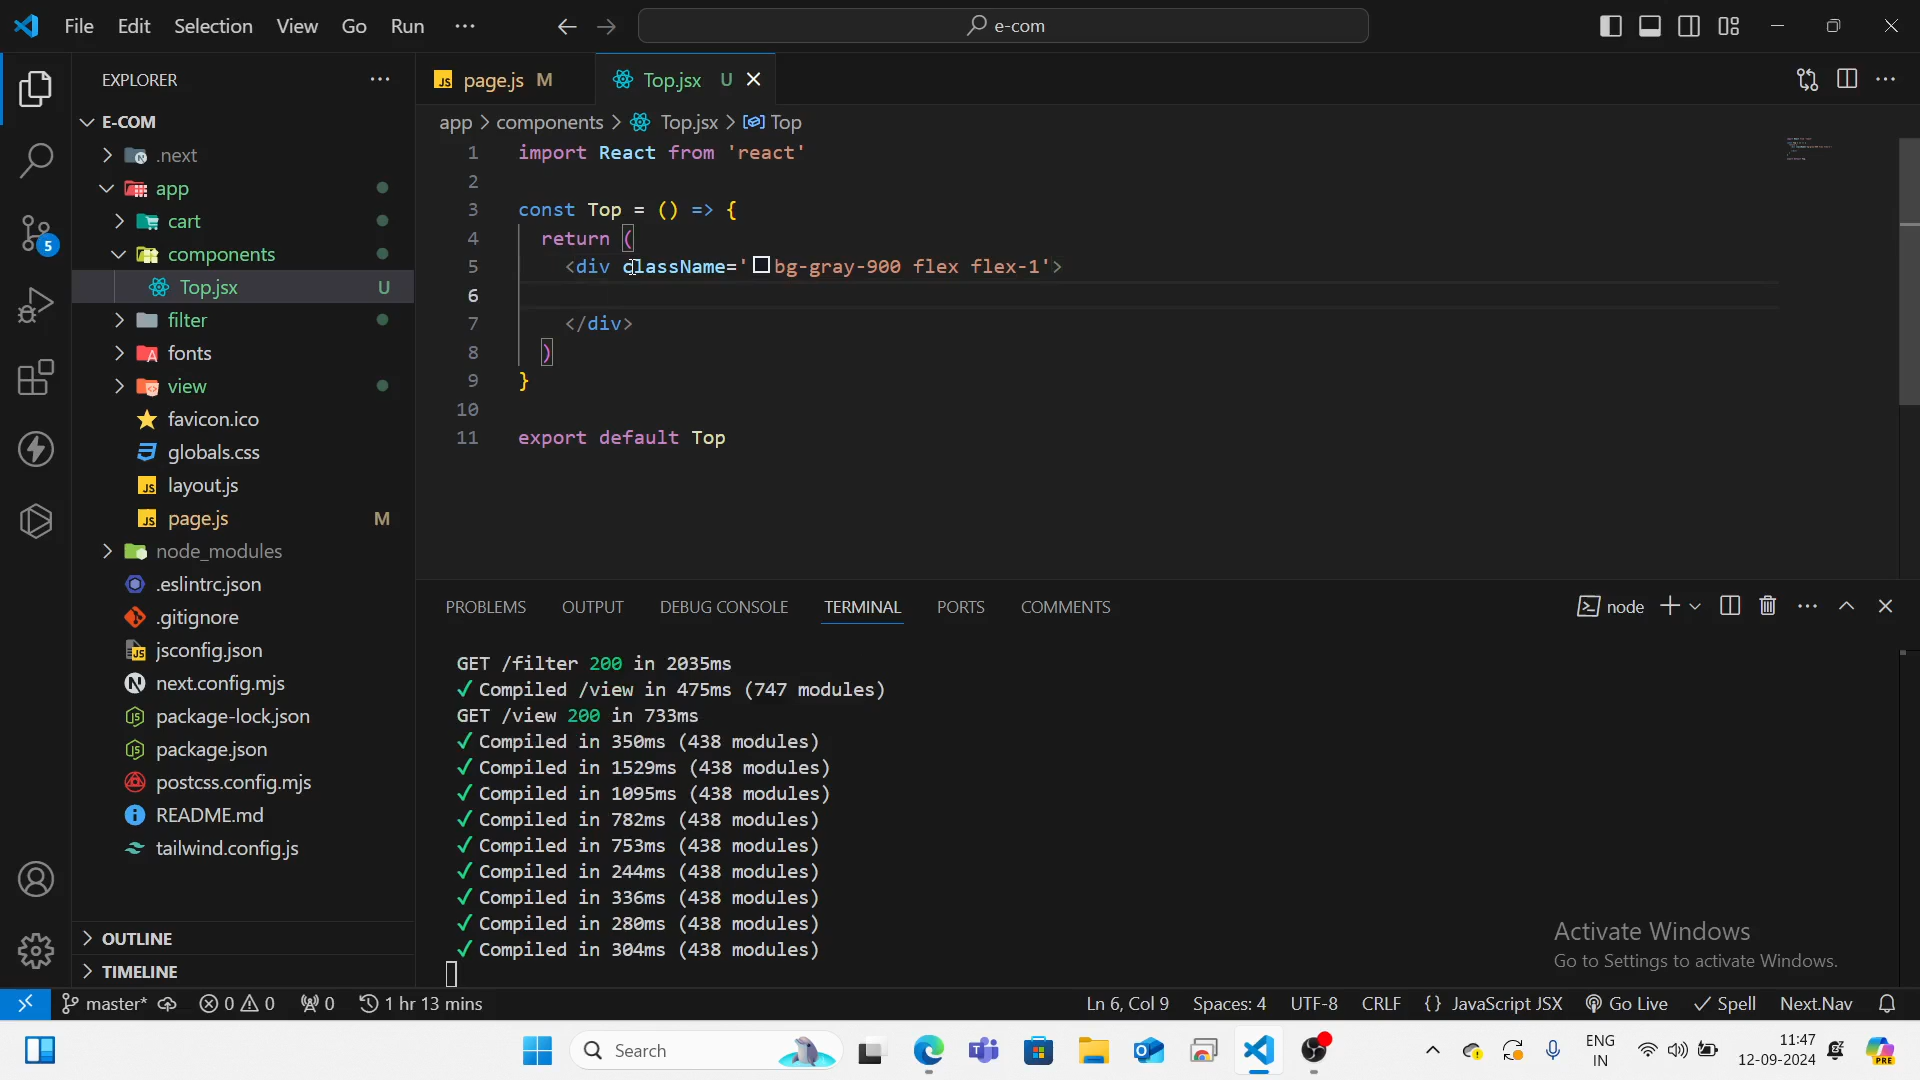 File Edit Selection View Go Run ...
e-com
EXPLORER
page.js M
Top.jsx U
app > components > Top.jsx > Top
E-COM
.next
app
cart
components
Top.jsx U
filter
fonts
view
favicon.ico
globals.css
layout.js
page.js M
node_modules
.eslintrc.json
.gitignore
jsconfig.json
next.config.mjs
package-lock.json
package.json
postcss.config.mjs
README.md
tailwind.config.js
OUTLINE
TIMELINE
1 import React from 'react'
2
3 const Top = () => {
4 return (
5 <div className='bg-gray-900 flex flex-1'>
6
7 </div>
8 )
9 }
10
11 export default Top
PROBLEMS OUTPUT DEBUG CONSOLE TERMINAL PORTS COMMENTS
node
GET /filter 200 in 2035ms
✓ Compiled /view in 475ms (747 modules)
GET /view 200 in 733ms
✓ Compiled in 350ms (438 modules)
✓ Compiled in 1529ms (438 modules)
✓ Compiled in 1095ms (438 modules)
✓ Compiled in 782ms (438 modules)
✓ Compiled in 753ms (438 modules)
✓ Compiled in 244ms (438 modules)
✓ Compiled in 336ms (438 modules)
✓ Compiled in 280ms (438 modules)
✓ Compiled in 304ms (438 modules)
Activate Windows
Go to Settings to activate Windows.
5
master* 0 0 0 1 hr 13 mins
Ln 6, Col 9 Spaces: 4 UTF-8 CRLF {} JavaScript JSX Go Live Spell Next.Nav
Search
ENG
IN
11:47
12-09-2024
PRE